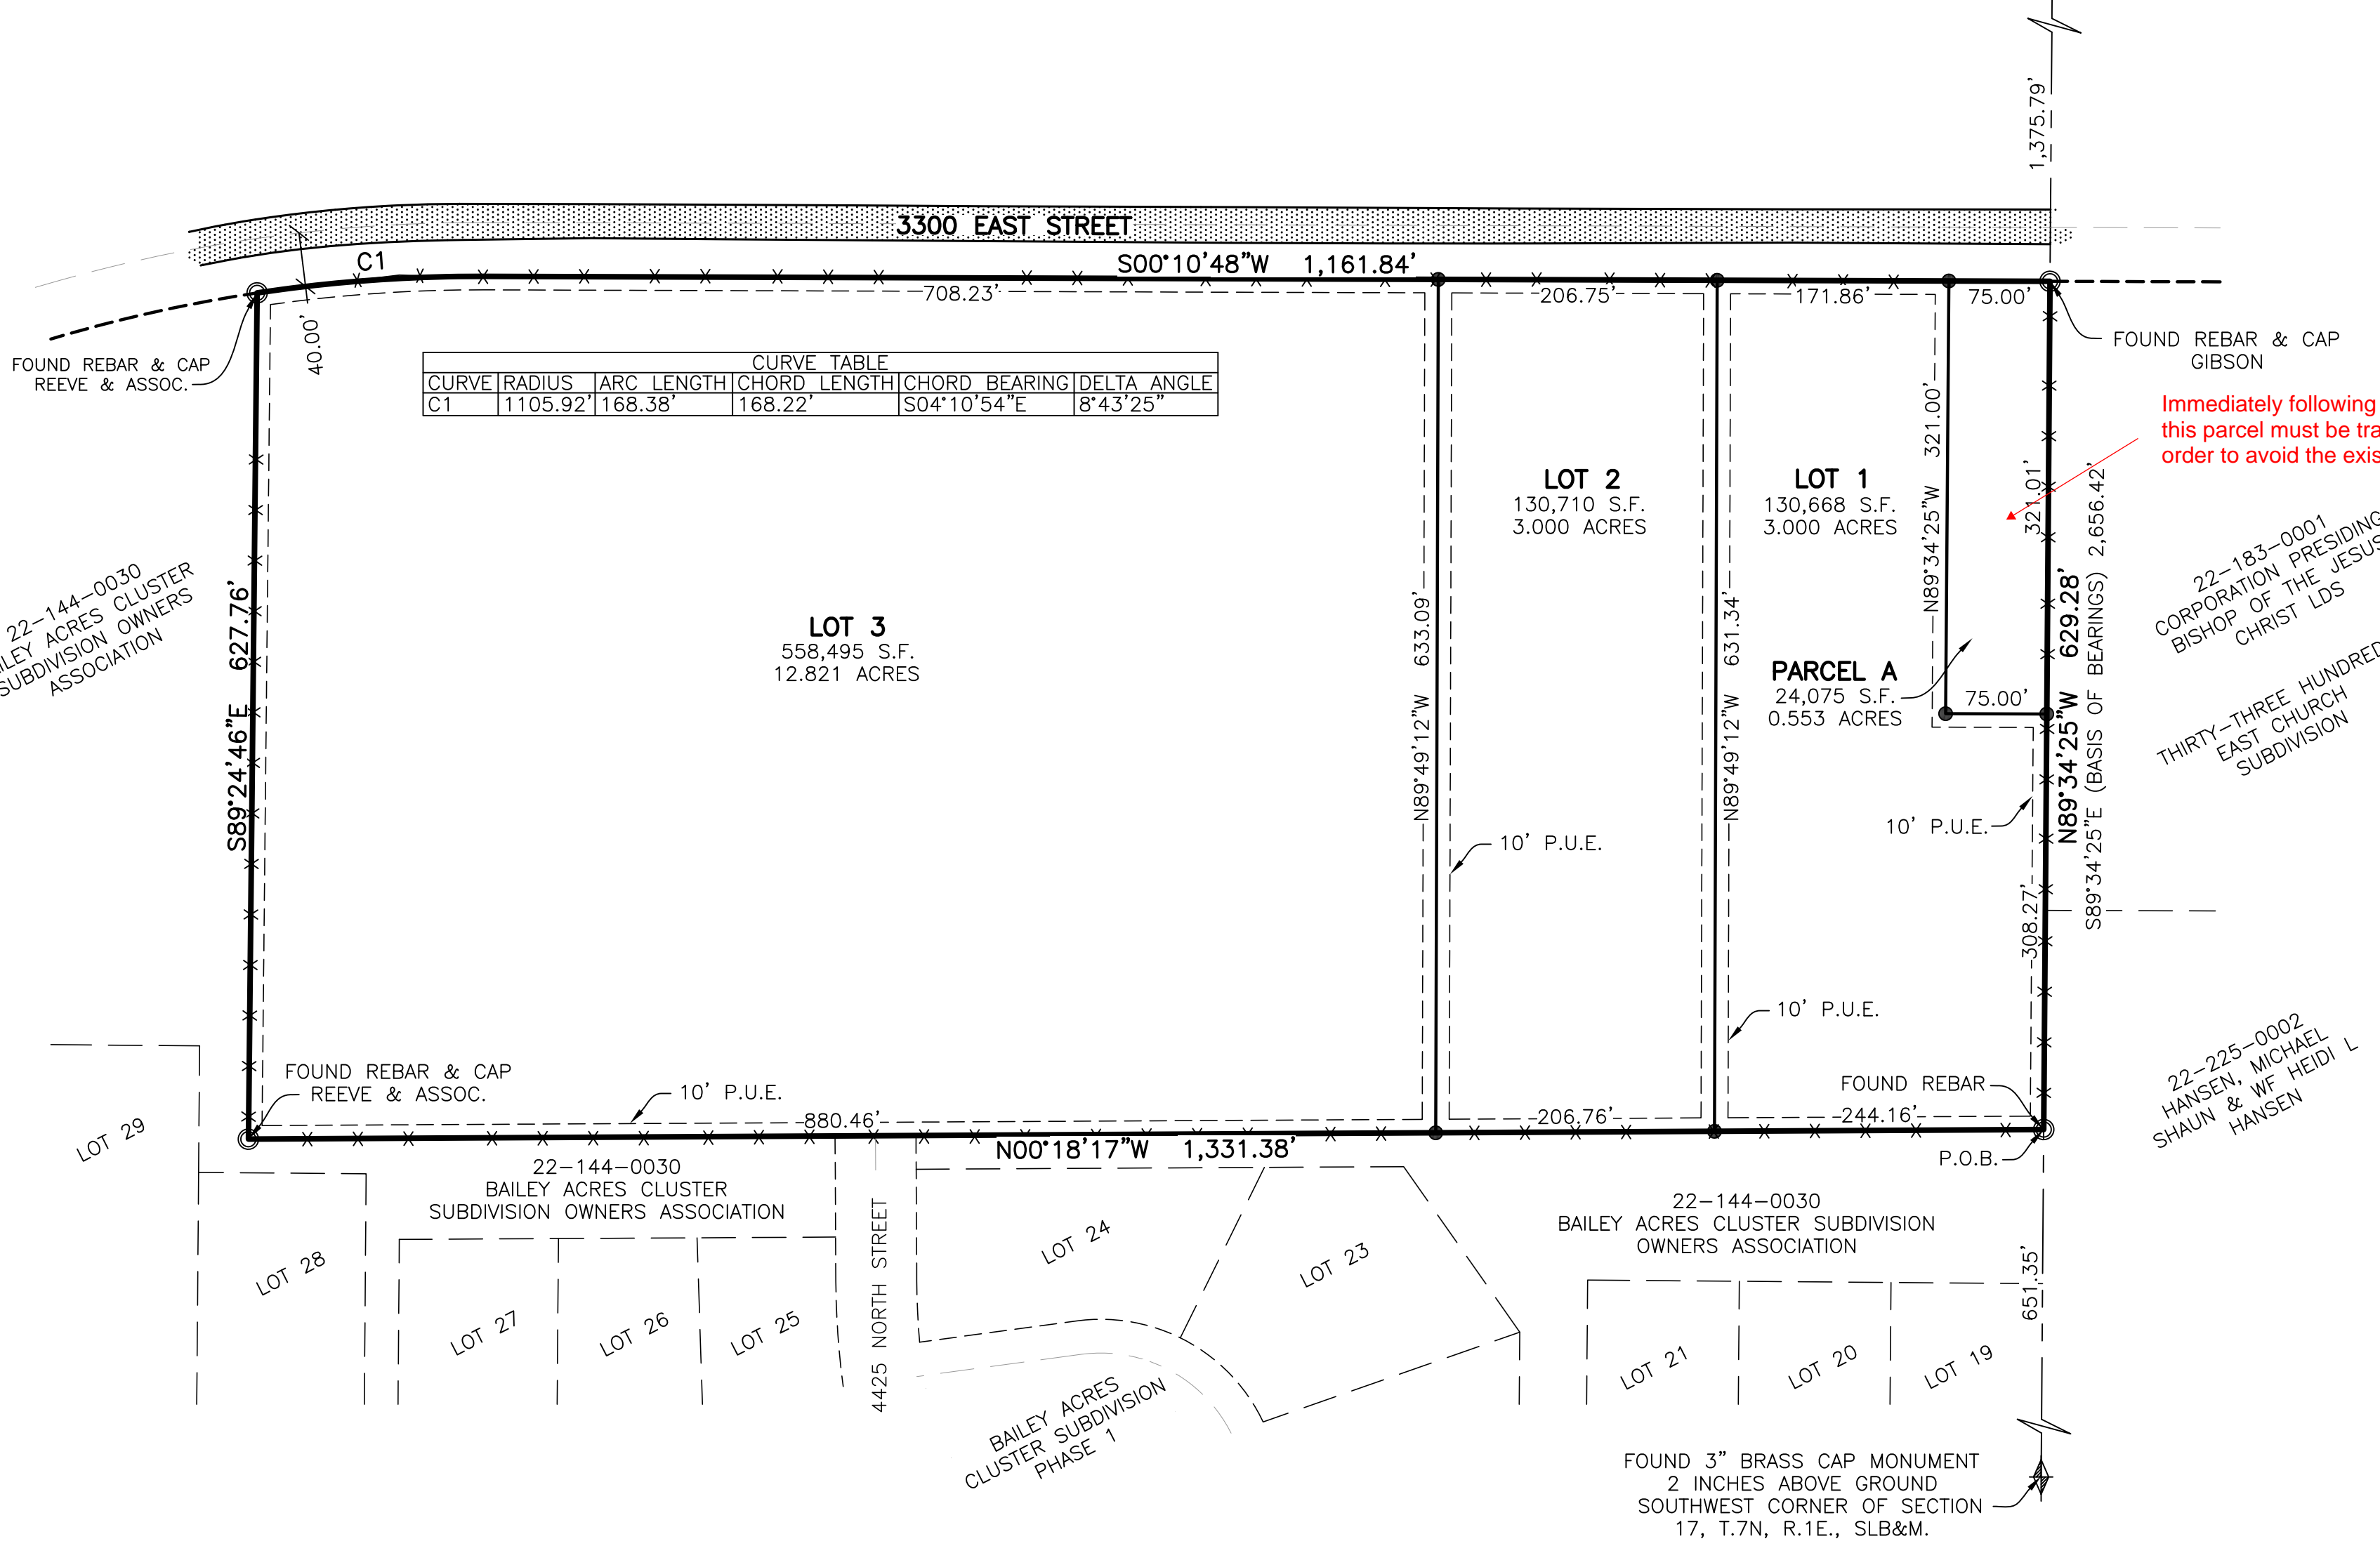 1,375.79'
3300 EAST STREET
C1
S00°10'48"W 1,161.84'
708.23'
206.75'
171.86'
75.00'
40.00'
FOUND REBAR & CAP
REEVE & ASSOC.
FOUND REBAR & CAP
GIBSON
CURVE TABLE
CURVE RADIUS ARC LENGTH CHORD LENGTH CHORD BEARING DELTA ANGLE
C1 1105.92' 168.38' 168.22' S04°10'54"E 8°43'25"
Immediately following
this parcel must be
order to avoid the
LOT 2
130,710 S.F.
3.000 ACRES
LOT 1
130,668 S.F.
3.000 ACRES
N89°34'25"W 321.00'
321.01'
S89°34'25"E (BASIS OF BEARINGS) 2,656.42'
N89°34'25"W 629.28'
22-183-0001
CORPORATION PRESIDING
BISHOP OF THE JESUS
CHRIST LDS
THIRTY-THREE HUNDRED
EAST CHURCH
SUBDIVISION
22-144-0030
ACRES CLUSTER
SUBDIVISION OWNERS
ASSOCIATION
S89°24'46"E 627.76'
LOT 3
558,495 S.F.
12.821 ACRES
N89°49'12"W 633.09'
N89°49'12"W 631.34'
PARCEL A
24,075 S.F.
0.553 ACRES
75.00'
10' P.U.E.
10' P.U.E.
308.27'
10' P.U.E.
22-225-0002
HANSEN, MICHAEL
SHAUN & WF HEIDI L
HANSEN
FOUND REBAR & CAP
REEVE & ASSOC.
10' P.U.E.
FOUND REBAR
880.46'
206.76'
244.16'
N00°18'17"W 1,331.38'
P.O.B.
LOT 29
22-144-0030
BAILEY ACRES CLUSTER
SUBDIVISION OWNERS ASSOCIATION
22-144-0030
BAILEY ACRES CLUSTER SUBDIVISION
OWNERS ASSOCIATION
651.35'
LOT 28
LOT 27
LOT 26
LOT 25
4425 NORTH STREET
LOT 24
LOT 23
LOT 21
LOT 20
LOT 19
BAILEY ACRES
CLUSTER SUBDIVISION
PHASE 1
FOUND 3" BRASS CAP MONUMENT
2 INCHES ABOVE GROUND
SOUTHWEST CORNER OF SECTION
17, T.7N, R.1E., SLB&M.